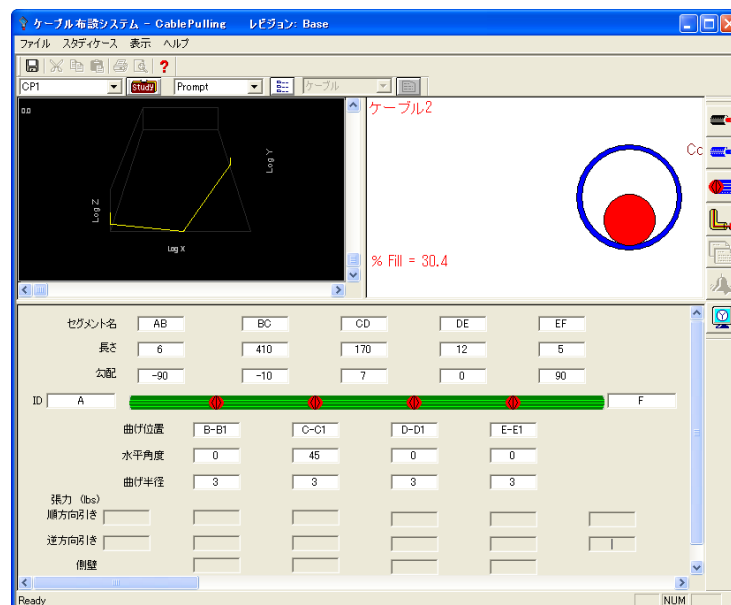 ケーブル布設システム - CablePulling レビジョン: Base
ファイル スタディケース 表示 ヘルプ
CP1 Study Prompt ケーブル
0.0
Log Y
Log Z
Log X
ケーブル2
Cc
% Fill = 30.4
セグメント名 AB BC CD DE EF
長さ 6 410 170 12 5
勾配 -90 -10 7 0 90
ID A F
曲げ位置 B-B1 C-C1 D-D1 E-E1
水平角度 0 45 0 0
曲げ半径 3 3 3 3
張力 (lbs)
順方向引き
逆方向引き
側壁
Ready NUM